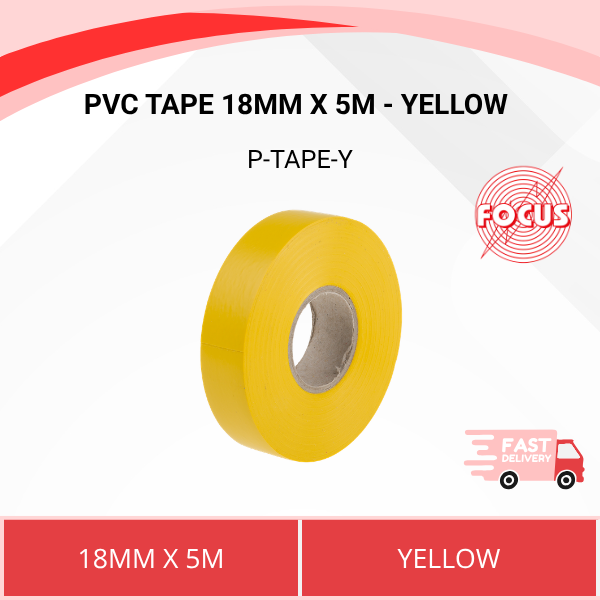 PVC TAPE 18MM X 5M - YELLOW
P-TAPE-Y
FOCUS
FAST
DELIVERY
18MM X 5M
YELLOW